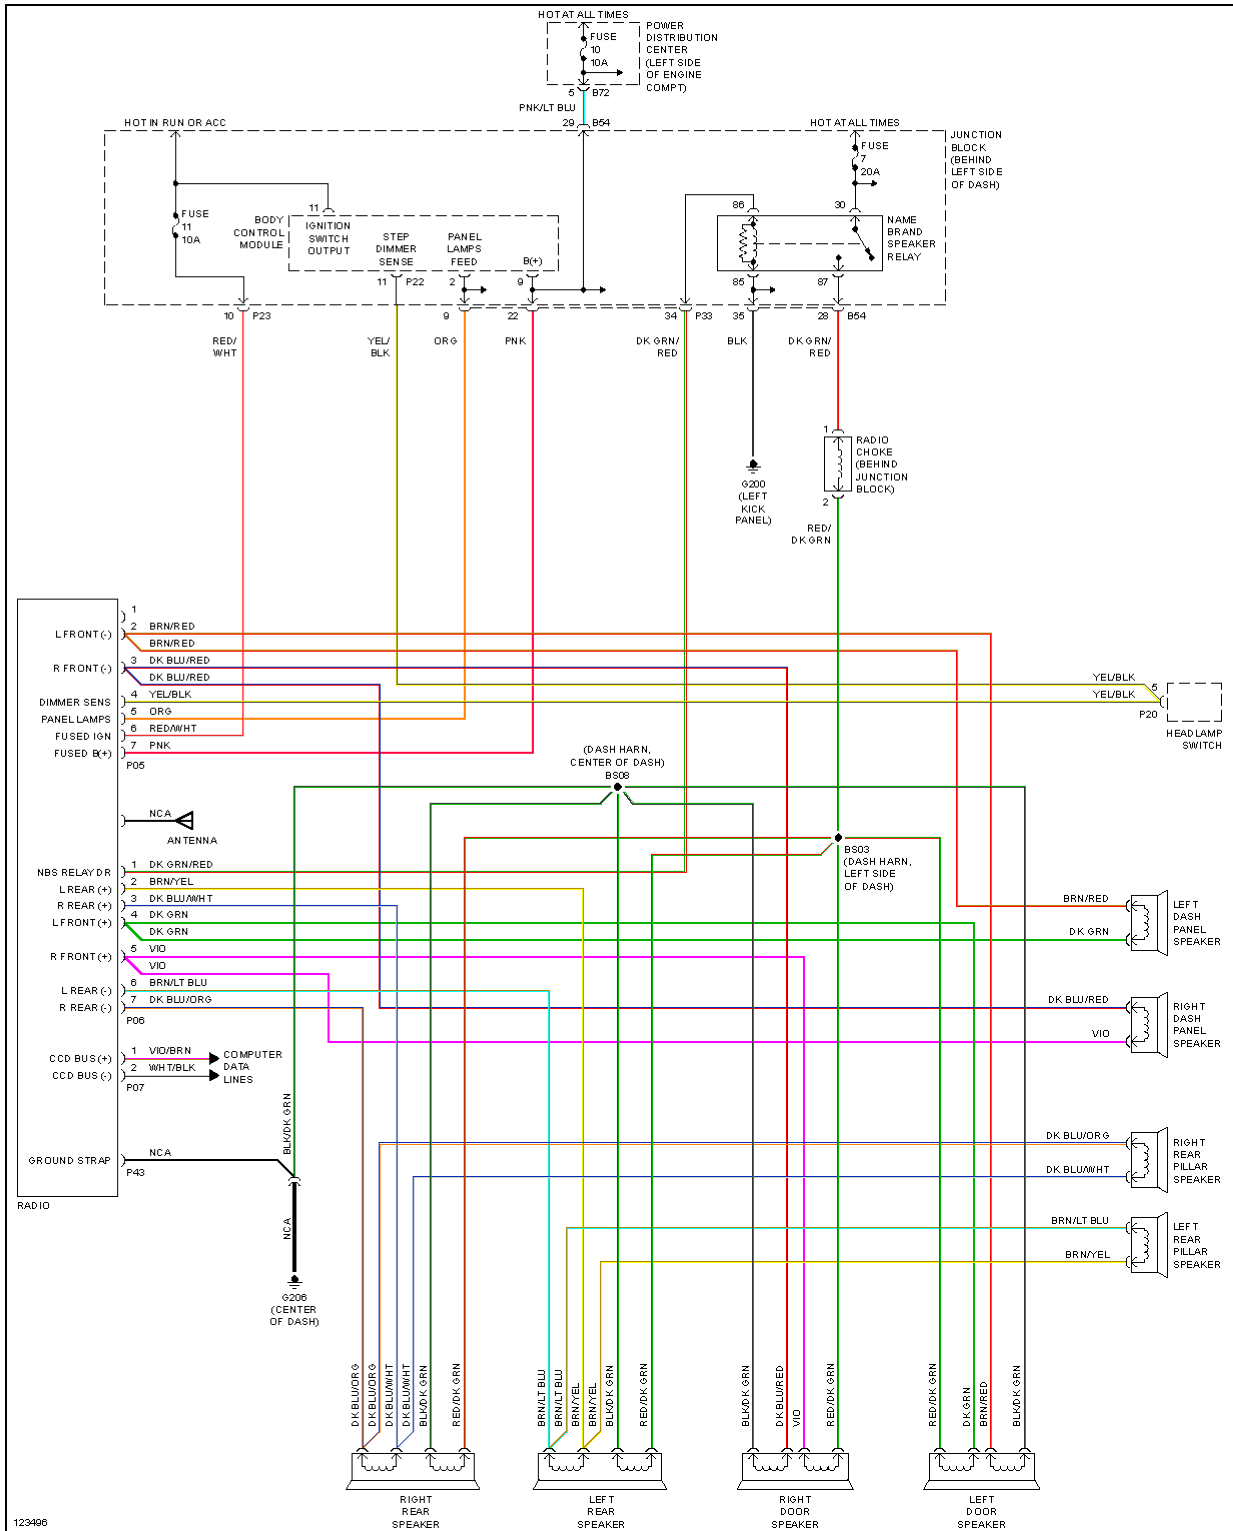 HOT AT ALL TIMES
FUSE
10
10A
POWER
DISTRIBUTION
CENTER
(LEFT SIDE
OF ENGINE
COMPT)
5 B72
PNK/LT BLU
29 B54
HOT IN RUN OR ACC
HOT AT ALL TIMES
JUNCTION
BLOCK
(BEHIND
LEFT SIDE
OF DASH)
FUSE
7
20A
FUSE
11
10A
BODY
CONTROL
MODULE
11
IGNITION
SWITCH
OUTPUT
STEP
DIMMER
SENSE
PANEL
LAMPS
FEED
B(+)
86
30
NAME
BRAND
SPEAKER
RELAY
11 P22
2
9
85
87
10 P23
9
22
34 P33
35
28 B54
RED/
WHT
YEL/
BLK
ORG
PNK
DK GRN/
RED
BLK
DK GRN/
RED
1
RADIO
CHOKE
(BEHIND
JUNCTION
BLOCK)
2
G200
(LEFT
KICK
PANEL)
RED/
DK GRN
1
L FRONT (-) 2 BRN/RED
BRN/RED
R FRONT (-) 3 DK BLU/RED
DK BLU/RED
DIMMER SENS 4 YEL/BLK
PANEL LAMPS 5 ORG
FUSED IGN 6 RED/WHT
FUSED B(+) 7 PNK
P05
YEL/BLK 5
YEL/BLK
P20
HEADLAMP
SWITCH
(DASH HARN,
CENTER OF DASH)
BS08
NCA
ANTENNA
BS03
(DASH HARN,
LEFT SIDE
OF DASH)
NBS RELAY DR 1 DK GRN/RED
L REAR (+) 2 BRN/YEL
R REAR (+) 3 DK BLU/WHT
L FRONT (+) 4 DK GRN
DK GRN
R FRONT (+) 5 VIO
VIO
L REAR (-) 6 BRN/LT BLU
R REAR (-) 7 DK BLU/ORG
P06
BRN/RED
DK GRN
LEFT
DASH
PANEL
SPEAKER
DK BLU/RED
VIO
RIGHT
DASH
PANEL
SPEAKER
CCD BUS (+) 1 VIO/BRN
CCD BUS (-) 2 WHT/BLK
P07
COMPUTER
DATA
LINES
BLK/DK GRN
GROUND STRAP NCA
P43
RADIO
NCA
G206
(CENTER
OF DASH)
DK BLU/ORG
DK BLU/WHT
RIGHT
REAR
PILLAR
SPEAKER
BRN/LT BLU
BRN/YEL
LEFT
REAR
PILLAR
SPEAKER
DK BLU/ORG
DK BLU/ORG
DK BLU/WHT
DK BLU/WHT
BLK/DK GRN
RED/DK GRN
BRN/LT BLU
BRN/LT BLU
BRN/YEL
BRN/YEL
BLK/DK GRN
RED/DK GRN
BLK/DK GRN
DK BLU/RED
VIO
RED/DK GRN
RED/DK GRN
DK GRN
BRN/RED
BLK/DK GRN
RIGHT
REAR
SPEAKER
LEFT
REAR
SPEAKER
RIGHT
DOOR
SPEAKER
LEFT
DOOR
SPEAKER
123496